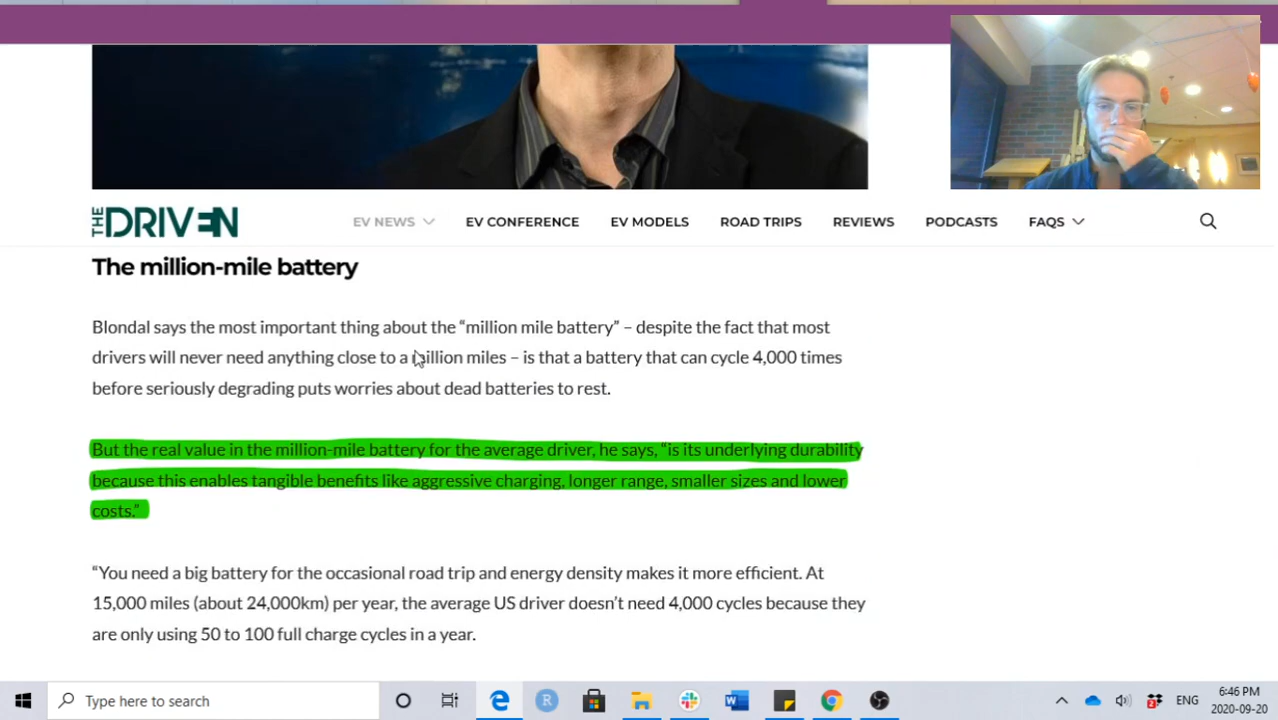 THE DRIVEN
EV NEWS EV CONFERENCE EV MODELS ROAD TRIPS REVIEWS PODCASTS FAQS
The million-mile battery
Blondal says the most important thing about the “million mile battery” – despite the fact that most
drivers will never need anything close to a million miles – is that a battery that can cycle 4,000 times
before seriously degrading puts worries about dead batteries to rest.
But the real value in the million-mile battery for the average driver, he says, “is its underlying durability
because this enables tangible benefits like aggressive charging, longer range, smaller sizes and lower
costs.”
“You need a big battery for the occasional road trip and energy density makes it more efficient. At
15,000 miles (about 24,000km) per year, the average US driver doesn’t need 4,000 cycles because they
are only using 50 to 100 full charge cycles in a year.
Type here to search
ENG
6:46 PM
2020-09-20